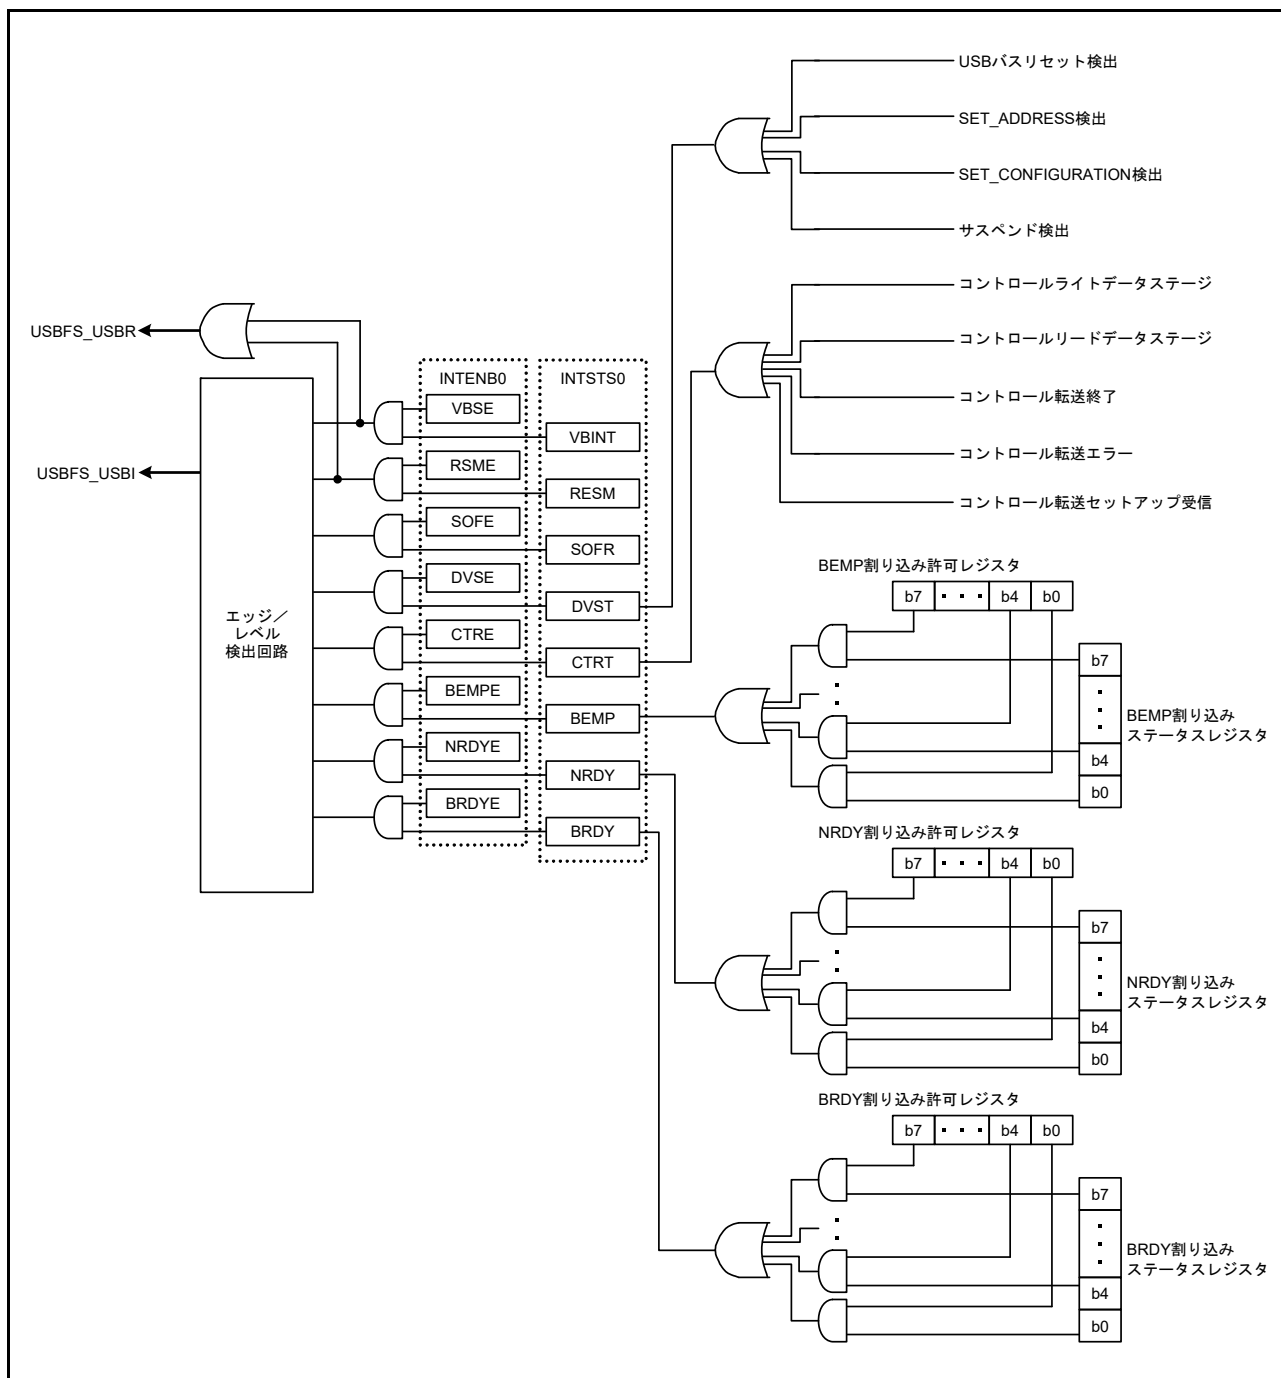 USBバスリセット検出
SET_ADDRESS検出
SET_CONFIGURATION検出
サスペンド検出
コントロールライトデータステージ
コントロールリードデータステージ
コントロール転送終了
コントロール転送エラー
コントロール転送セットアップ受信
USBFS_USBR
USBFS_USBI
エッジ／
レベル
検出回路
INTENB0
VBSE
RSME
SOFE
DVSE
CTRE
BEMPE
NRDYE
BRDYE
INTSTS0
VBINT
RESM
SOFR
DVST
CTRT
BEMP
NRDY
BRDY
BEMP割り込み許可レジスタ
b7 ・・・ b4 b0
b7
b4
b0
BEMP割り込み
ステータスレジスタ
NRDY割り込み許可レジスタ
b7 ・・・ b4 b0
b7
b4
b0
NRDY割り込み
ステータスレジスタ
BRDY割り込み許可レジスタ
b7 ・・・ b4 b0
b7
b4
b0
BRDY割り込み
ステータスレジスタ